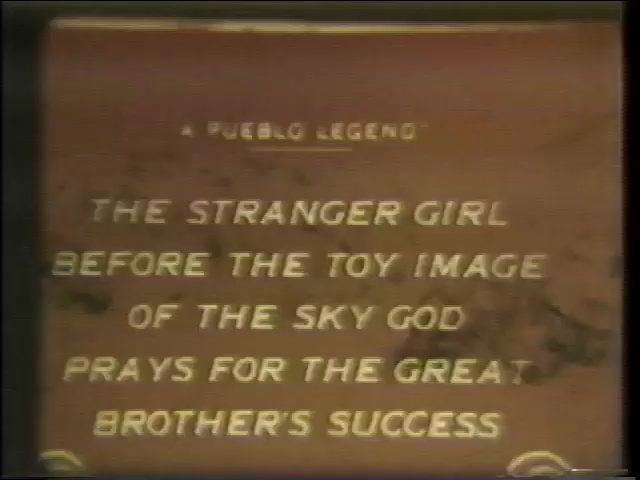 A PUEBLO LEGEND"
THE STRANGER GIRL
BEFORE THE TOY IMAGE
OF THE SKY GOD
PRAYS FOR THE GREAT
BROTHER'S SUCCESS